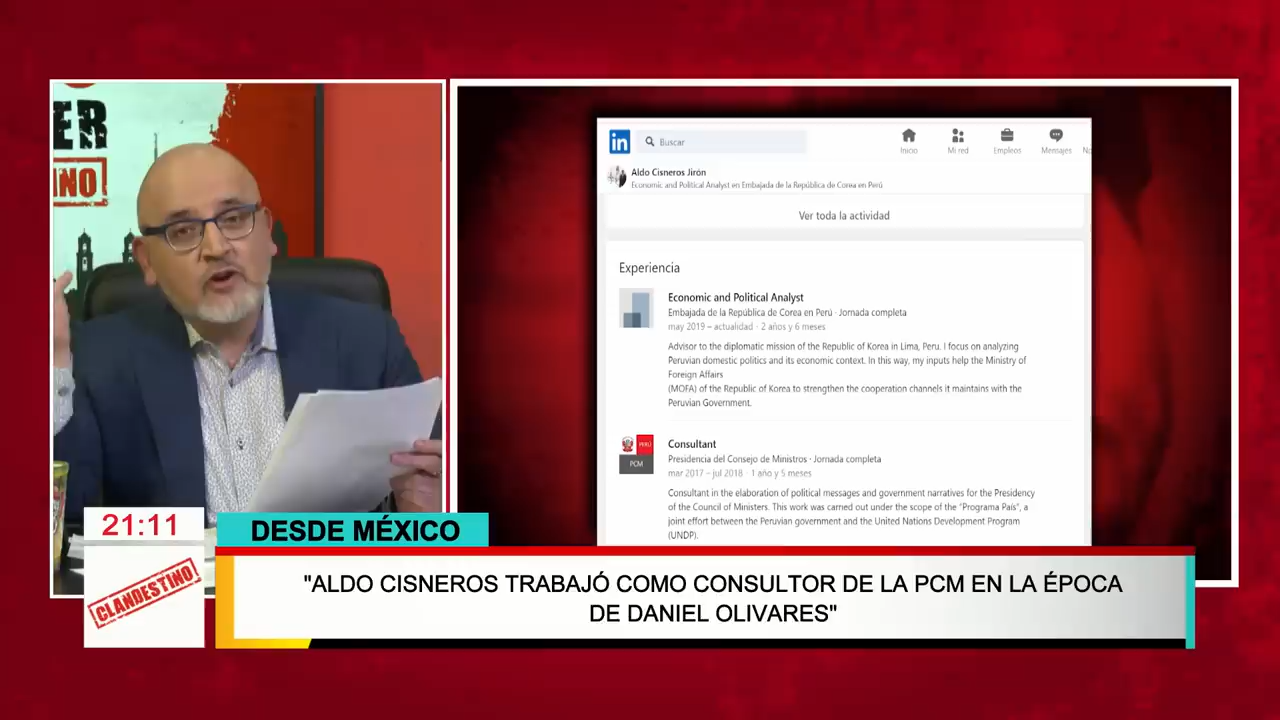 ER
INO
in
Buscar
Inicio
Mi red
Empleos
Mensajes
No
Aldo Cisneros Jirón
Economic and Political Analyst en Embajada de la República de Corea en Perú
Ver toda la actividad
Experiencia
Economic and Political Analyst
Embajada de la República de Corea en Perú · Jornada completa
may 2019 – actualidad · 2 años y 6 meses
Advisor to the diplomatic mission of the Republic of Korea in Lima, Peru. I focus on analyzing
Peruvian domestic politics and its economic context. In this way, my inputs help the Ministry of
Foreign Affairs
(MOFA) of the Republic of Korea to strengthen the cooperation channels it maintains with the
Peruvian Government.
PERÚ
PCM
Consultant
Presidencia del Consejo de Ministros · Jornada completa
mar 2017 – jul 2018 · 1 año y 5 meses
Consultant in the elaboration of political messages and government narratives for the Presidency
of the Council of Ministers. This work was carried out under the scope of the "Programa País", a
joint effort between the Peruvian government and the United Nations Development Program
(UNDP).
21:11
DESDE MÉXICO
CLANDESTINO
"ALDO CISNEROS TRABAJÓ COMO CONSULTOR DE LA PCM EN LA ÉPOCA
DE DANIEL OLIVARES"